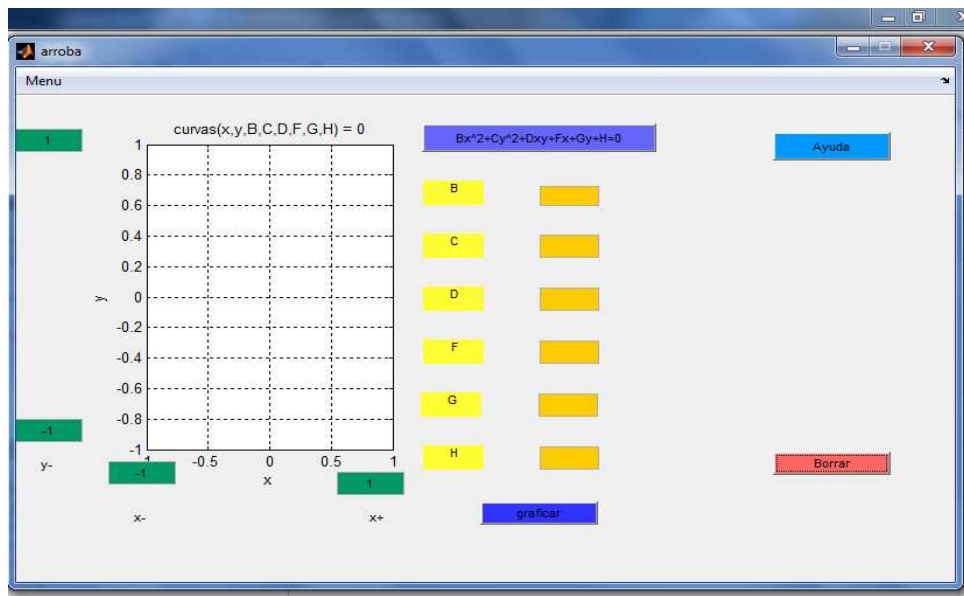 arroba
Menu
1
curvas(x,y,B,C,D,F,G,H) = 0
Bx^2+Cy^2+Dxy+Fx+Gy+H=0
Ayuda
1
0.8
0.6
0.4
0.2
0
-0.2
-0.4
-0.6
-0.8
-1
y
B
C
D
F
G
H
-1
y-
-1
-0.5
0
0.5
1
x
-1
1
x-
x+
graficar
Borrar